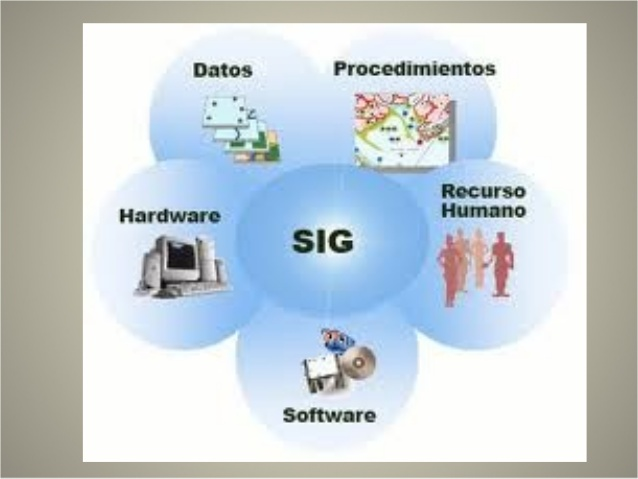 Datos
Procedimientos
Recurso
Humano
Hardware
SIG
Software